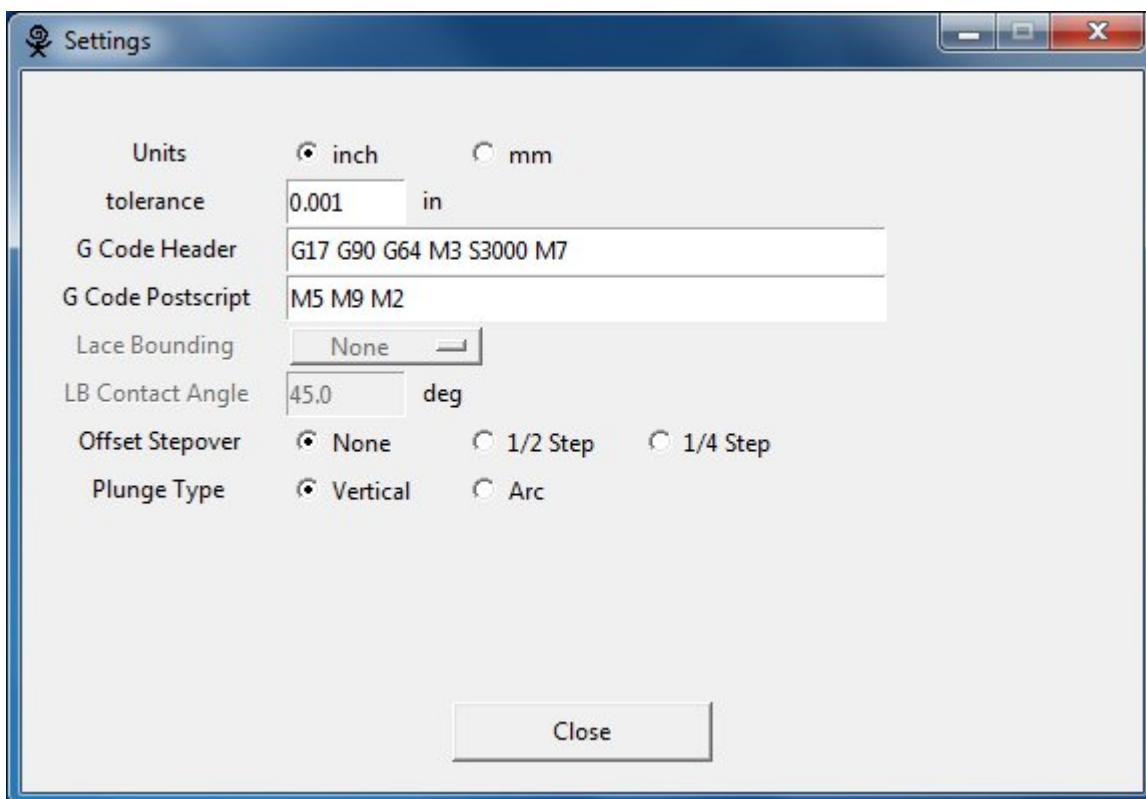 Settings
Units inch mm
tolerance 0.001 in
G Code Header G17 G90 G64 M3 S3000 M7
G Code Postscript M5 M9 M2
Lace Bounding None
LB Contact Angle 45.0 deg
Offset Stepover None 1/2 Step 1/4 Step
Plunge Type Vertical Arc
Close